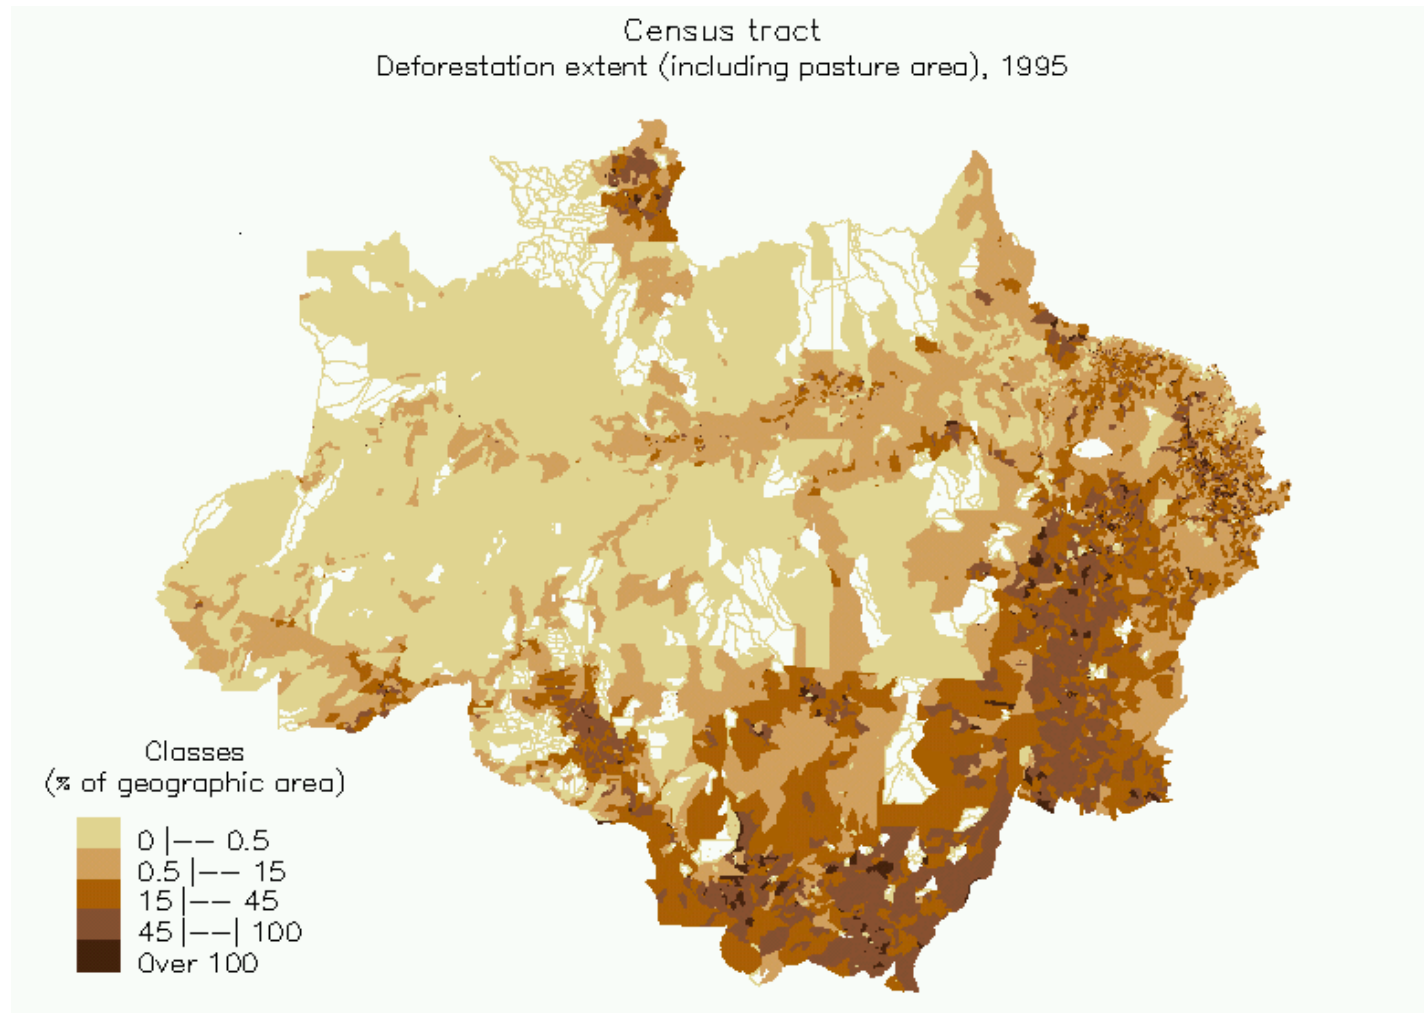 Census tract
Deforestation extent (including pasture area), 1995
Classes
(% of geographic area)
0 |-- 0.5
0.5 |-- 15
15 |-- 45
45 |--| 100
Over 100